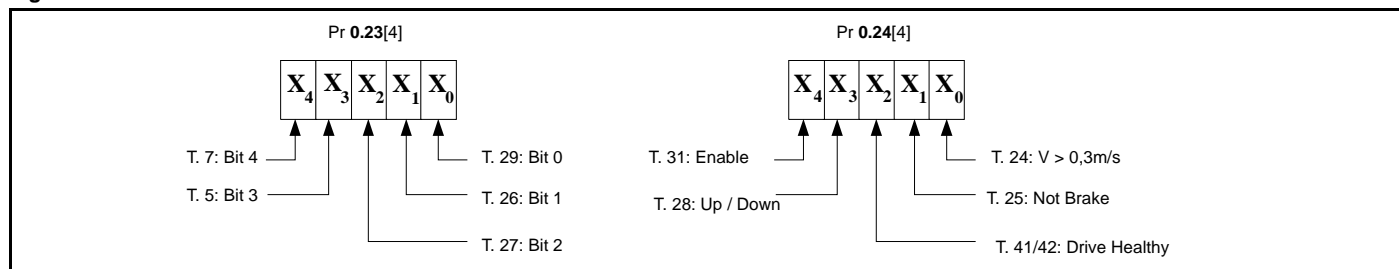 Pr 0.23[4]
X4 X3 X2 X1 X0
T. 7: Bit 4
T. 5: Bit 3
T. 29: Bit 0
T. 26: Bit 1
T. 27: Bit 2
Pr 0.24[4]
X4 X3 X2 X1 X0
T. 31: Enable
T. 28: Up / Down
T. 24: V > 0,3m/s
T. 25: Not Brake
T. 41/42: Drive Healthy